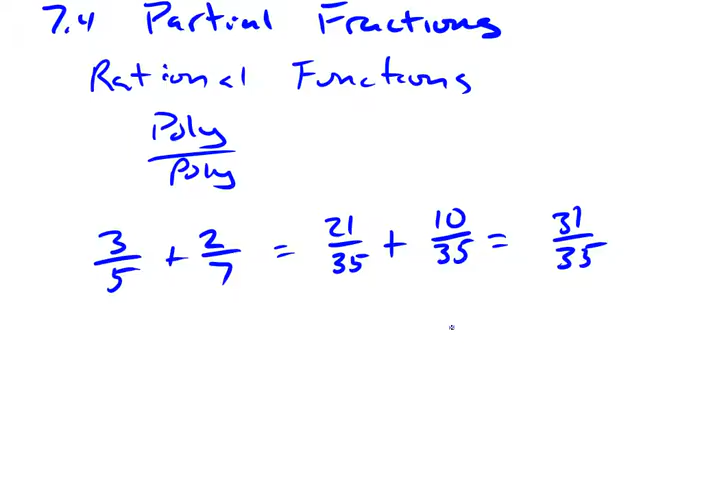 7.4 Partial Fractions
Rational Functions
Poly/Poly
3/5 + 2/7 = 21/35 + 10/35 = 31/35